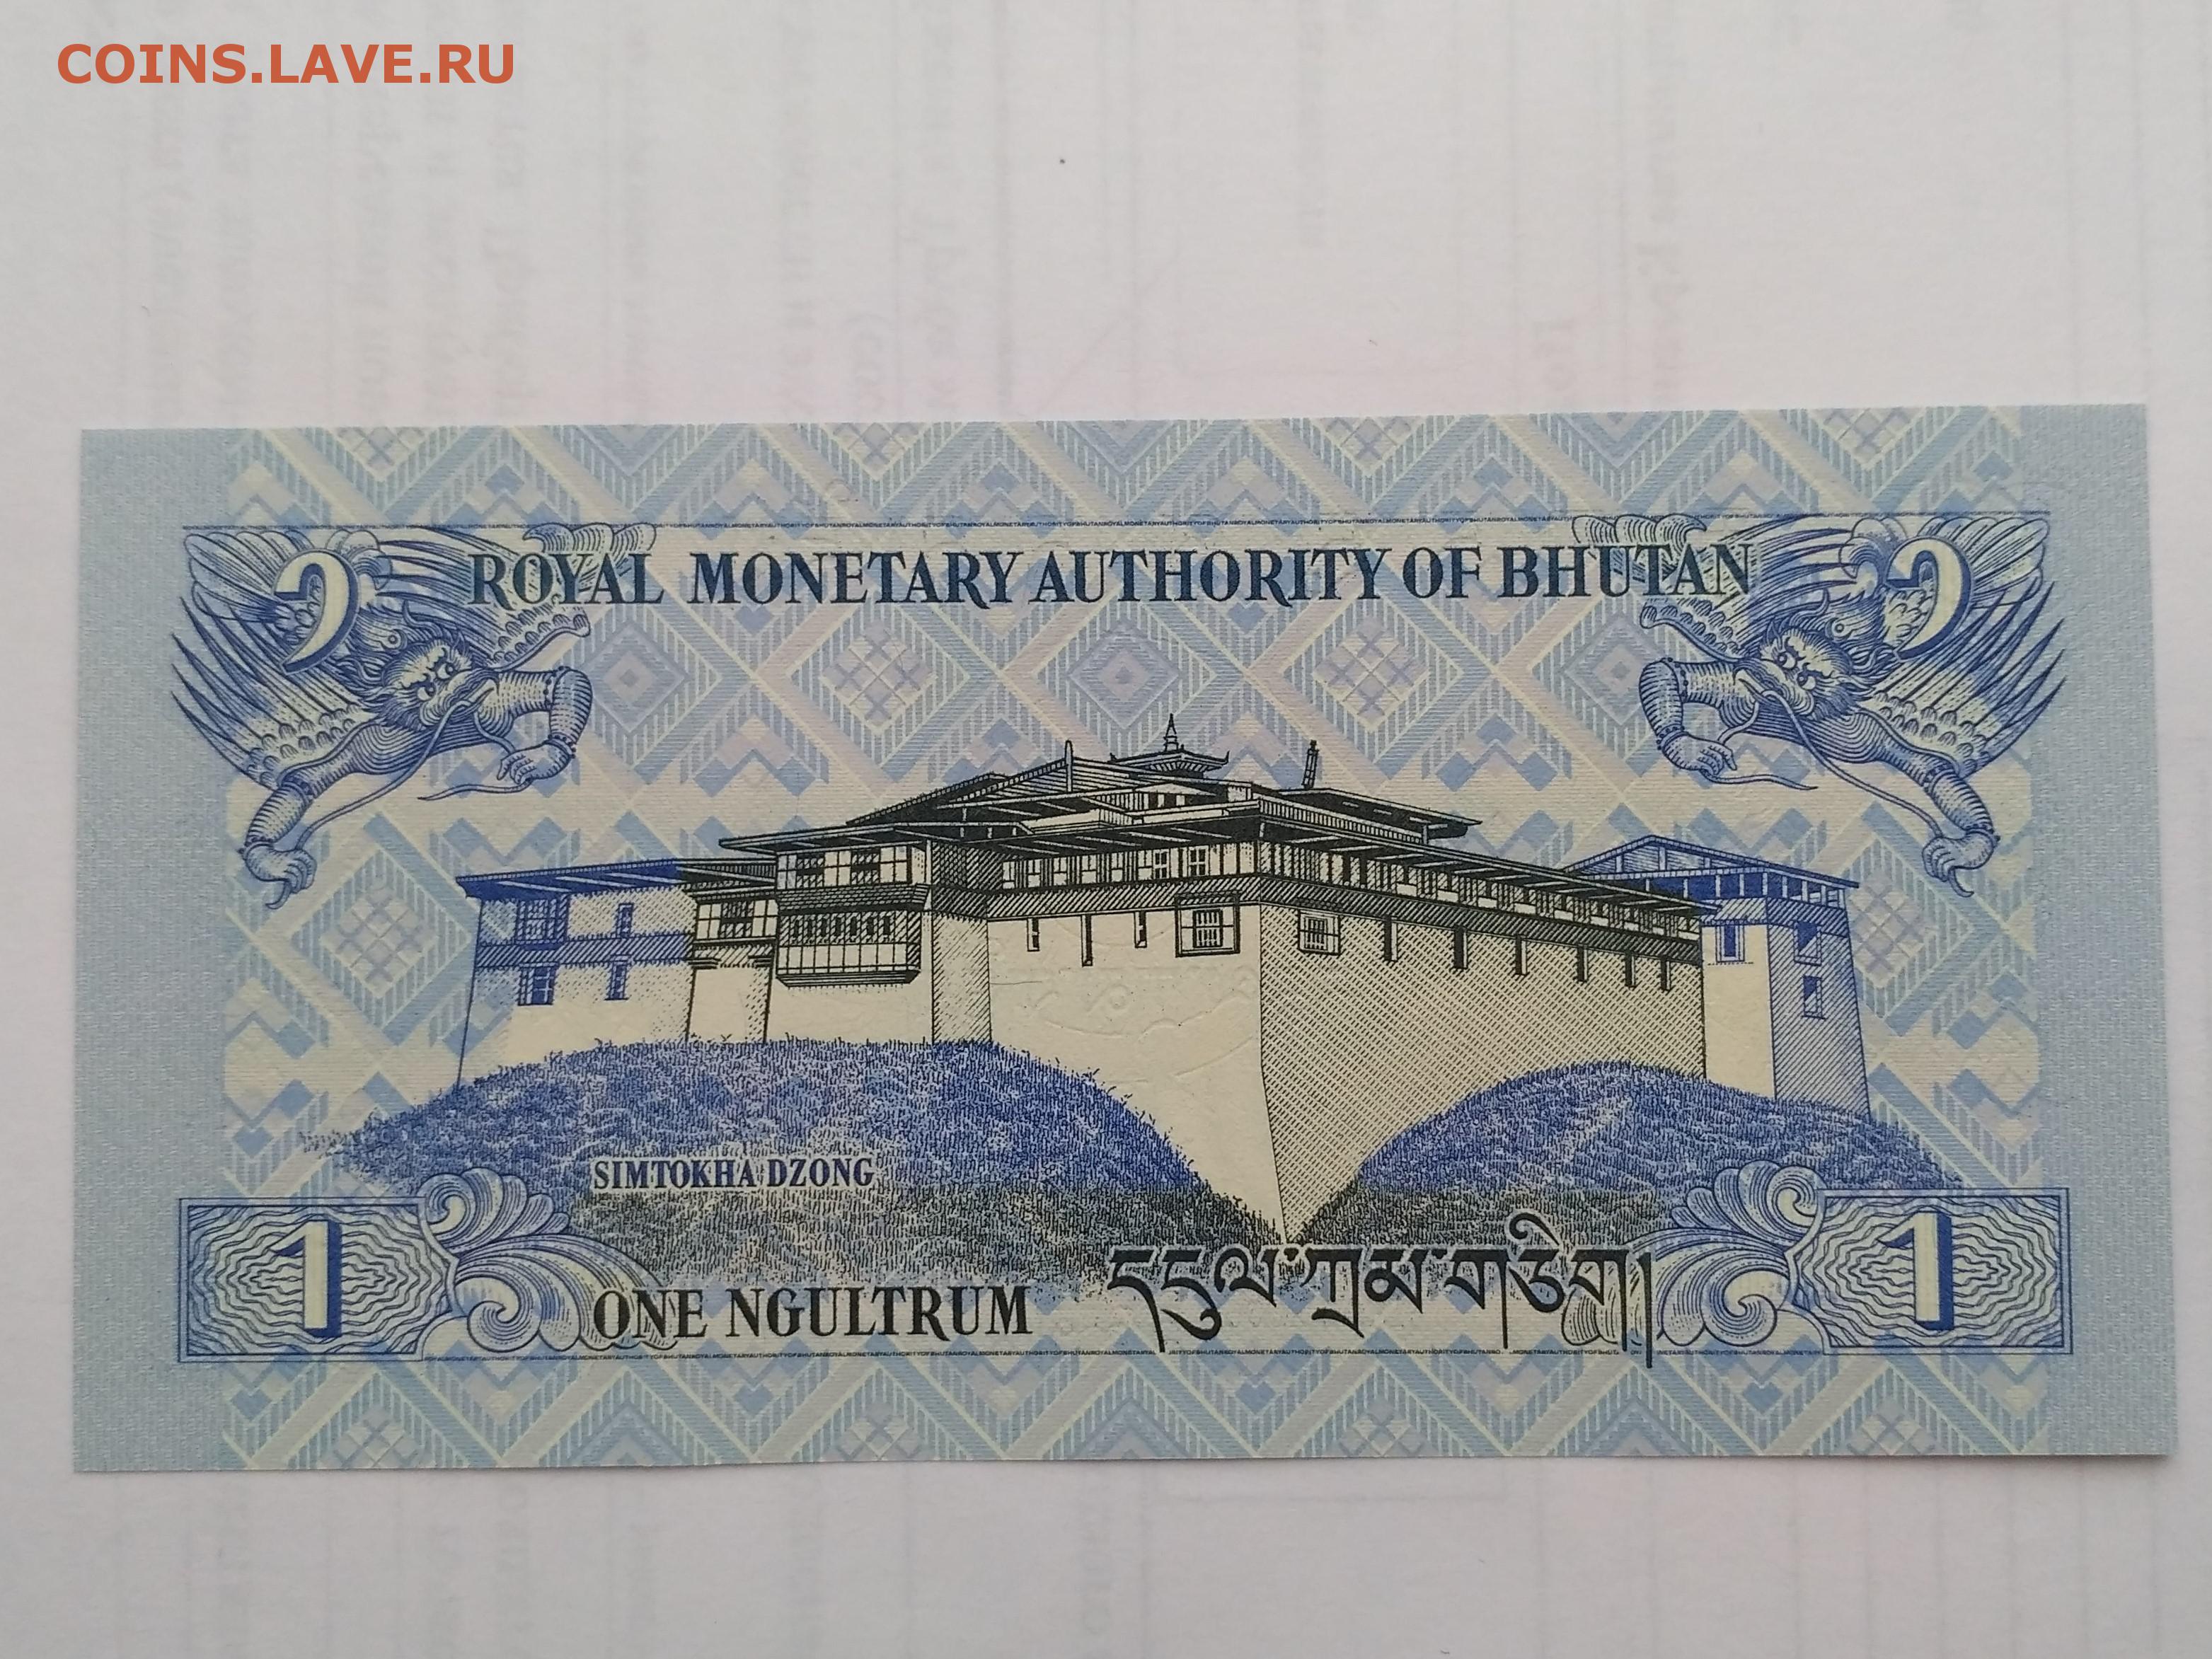 COINS.LAVE.RU
༡ ROYAL MONETARY AUTHORITY OF BHUTAN ༡
SIMTOKHA DZONG
1 ONE NGULTRUM དངུལ་ཀྲམ་གཅིག། 1